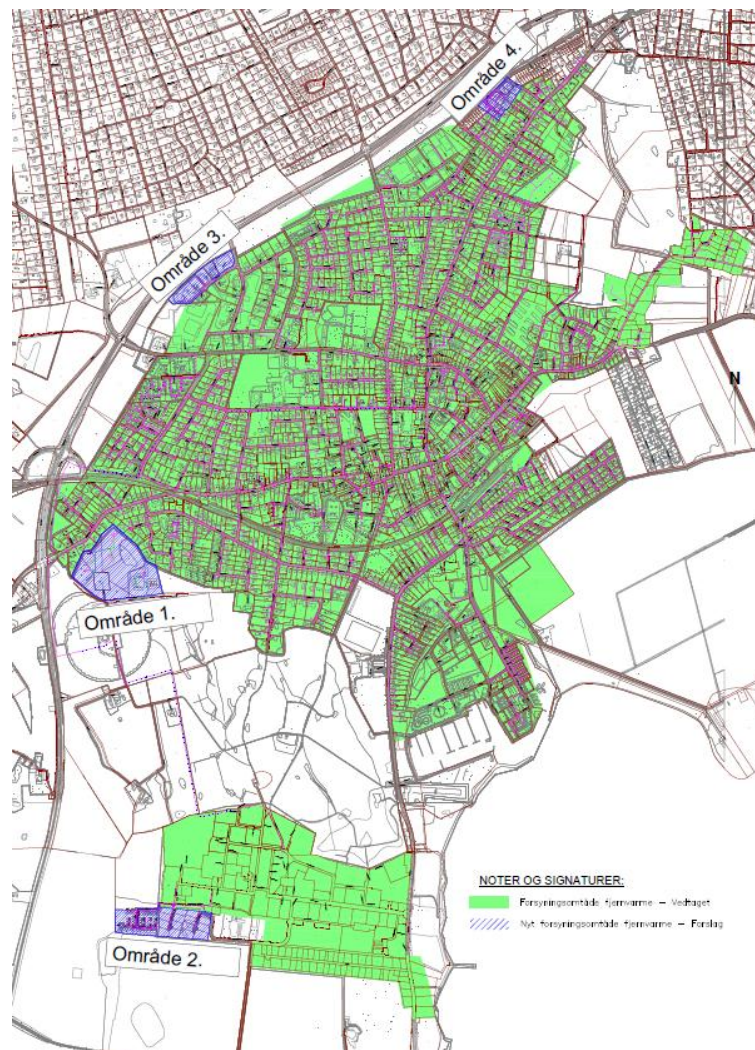 Område 4.
Område 3.
N
Område 1.
NOTER OG SIGNATURER:
Forsyningsområde fjernvarme – Vedtaget
Nyt forsyningsområde fjernvarme – Forslag
Område 2.